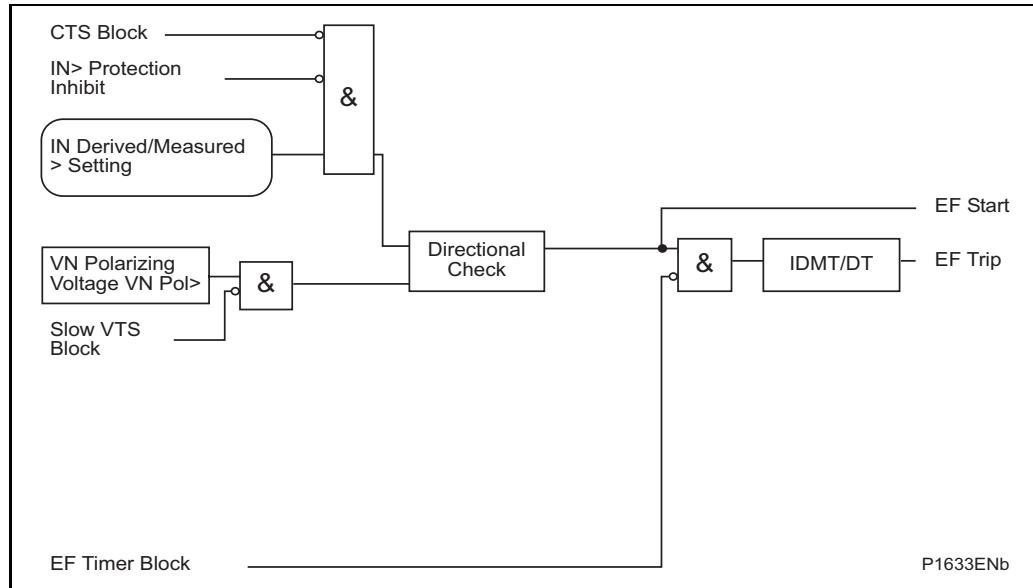 CTS Block
IN> Protection
Inhibit
&
IN Derived/Measured
> Setting
EF Start
VN Polarizing
Voltage VN Pol>
&
Directional
Check
&
IDMT/DT
EF Trip
Slow VTS
Block
EF Timer Block
P1633ENb